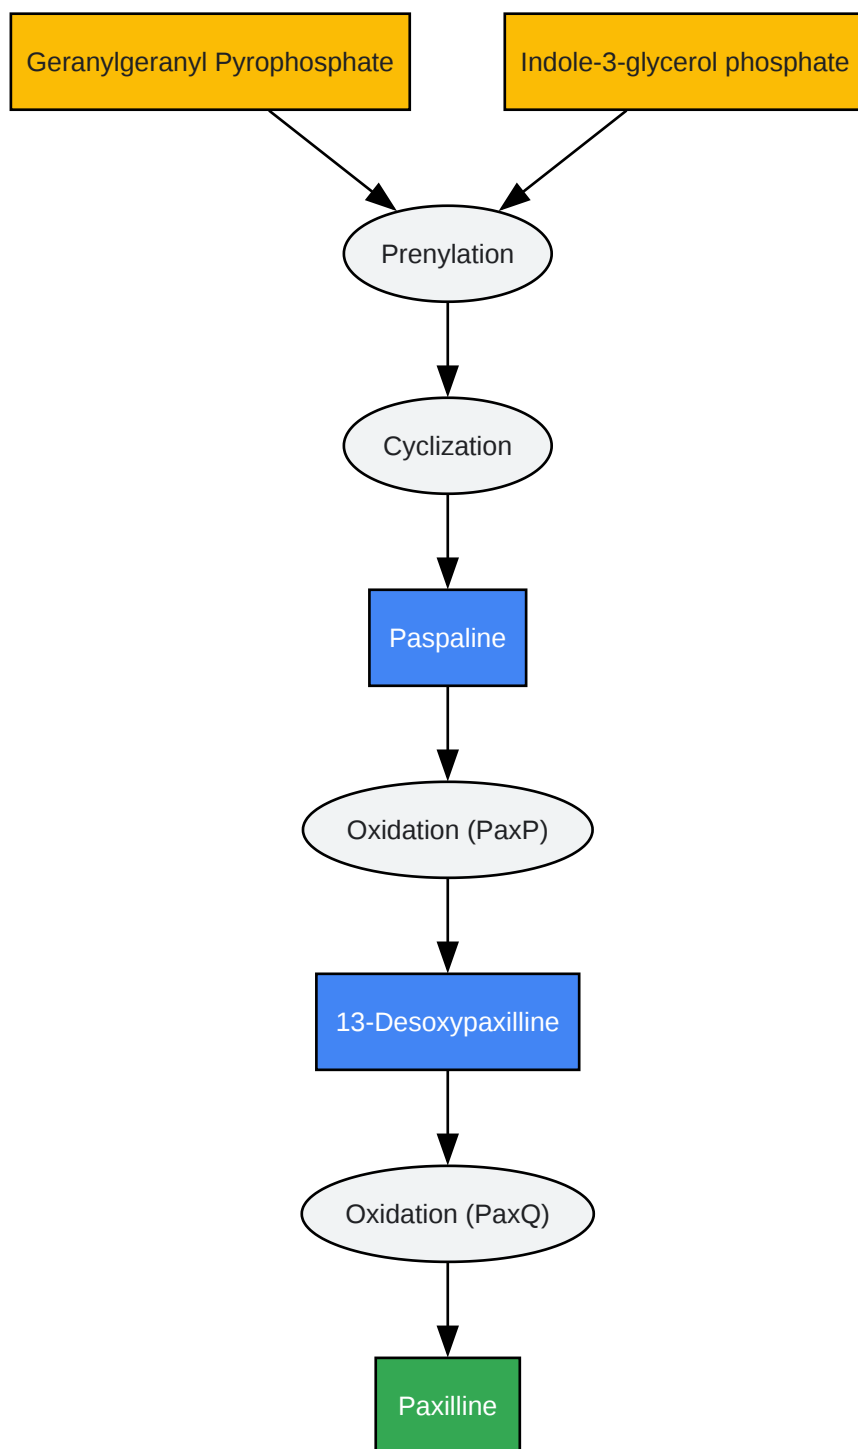 Geranylgeranyl Pyrophosphate
Indole-3-glycerol phosphate
Prenylation
Cyclization
Paspaline
Oxidation (PaxP)
13-Desoxypaxilline
Oxidation (PaxQ)
Paxilline